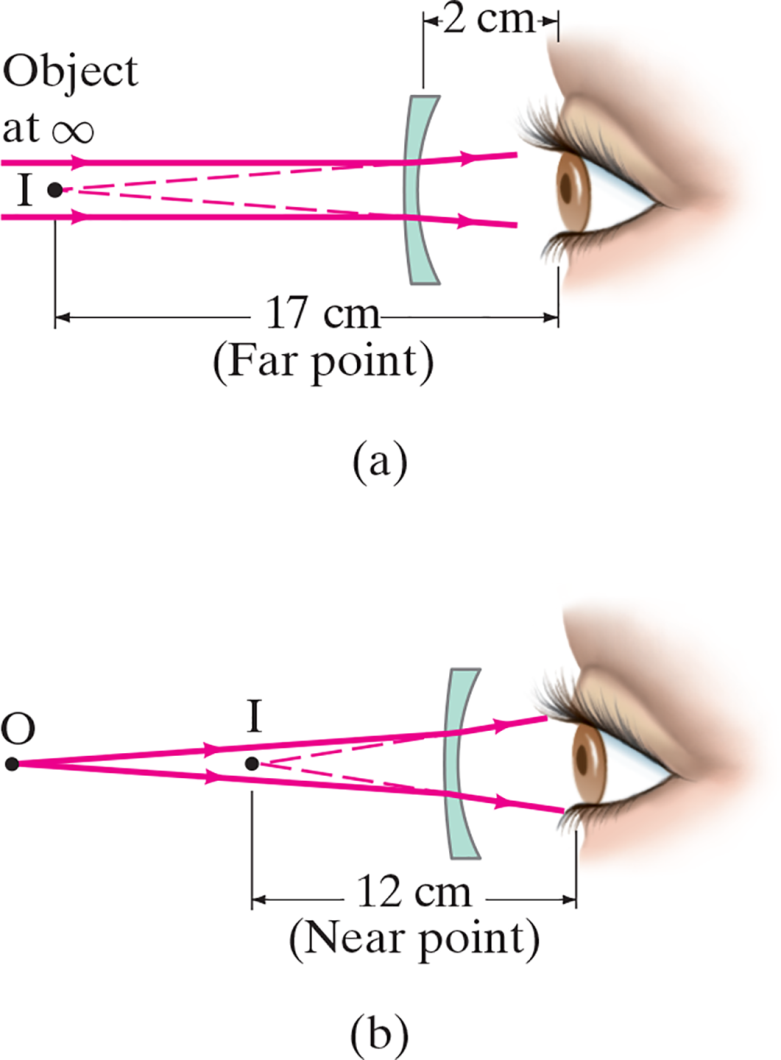 2 cm
Object
at ∞
I
17 cm
(Far point)
(a)
O
I
12 cm
(Near point)
(b)